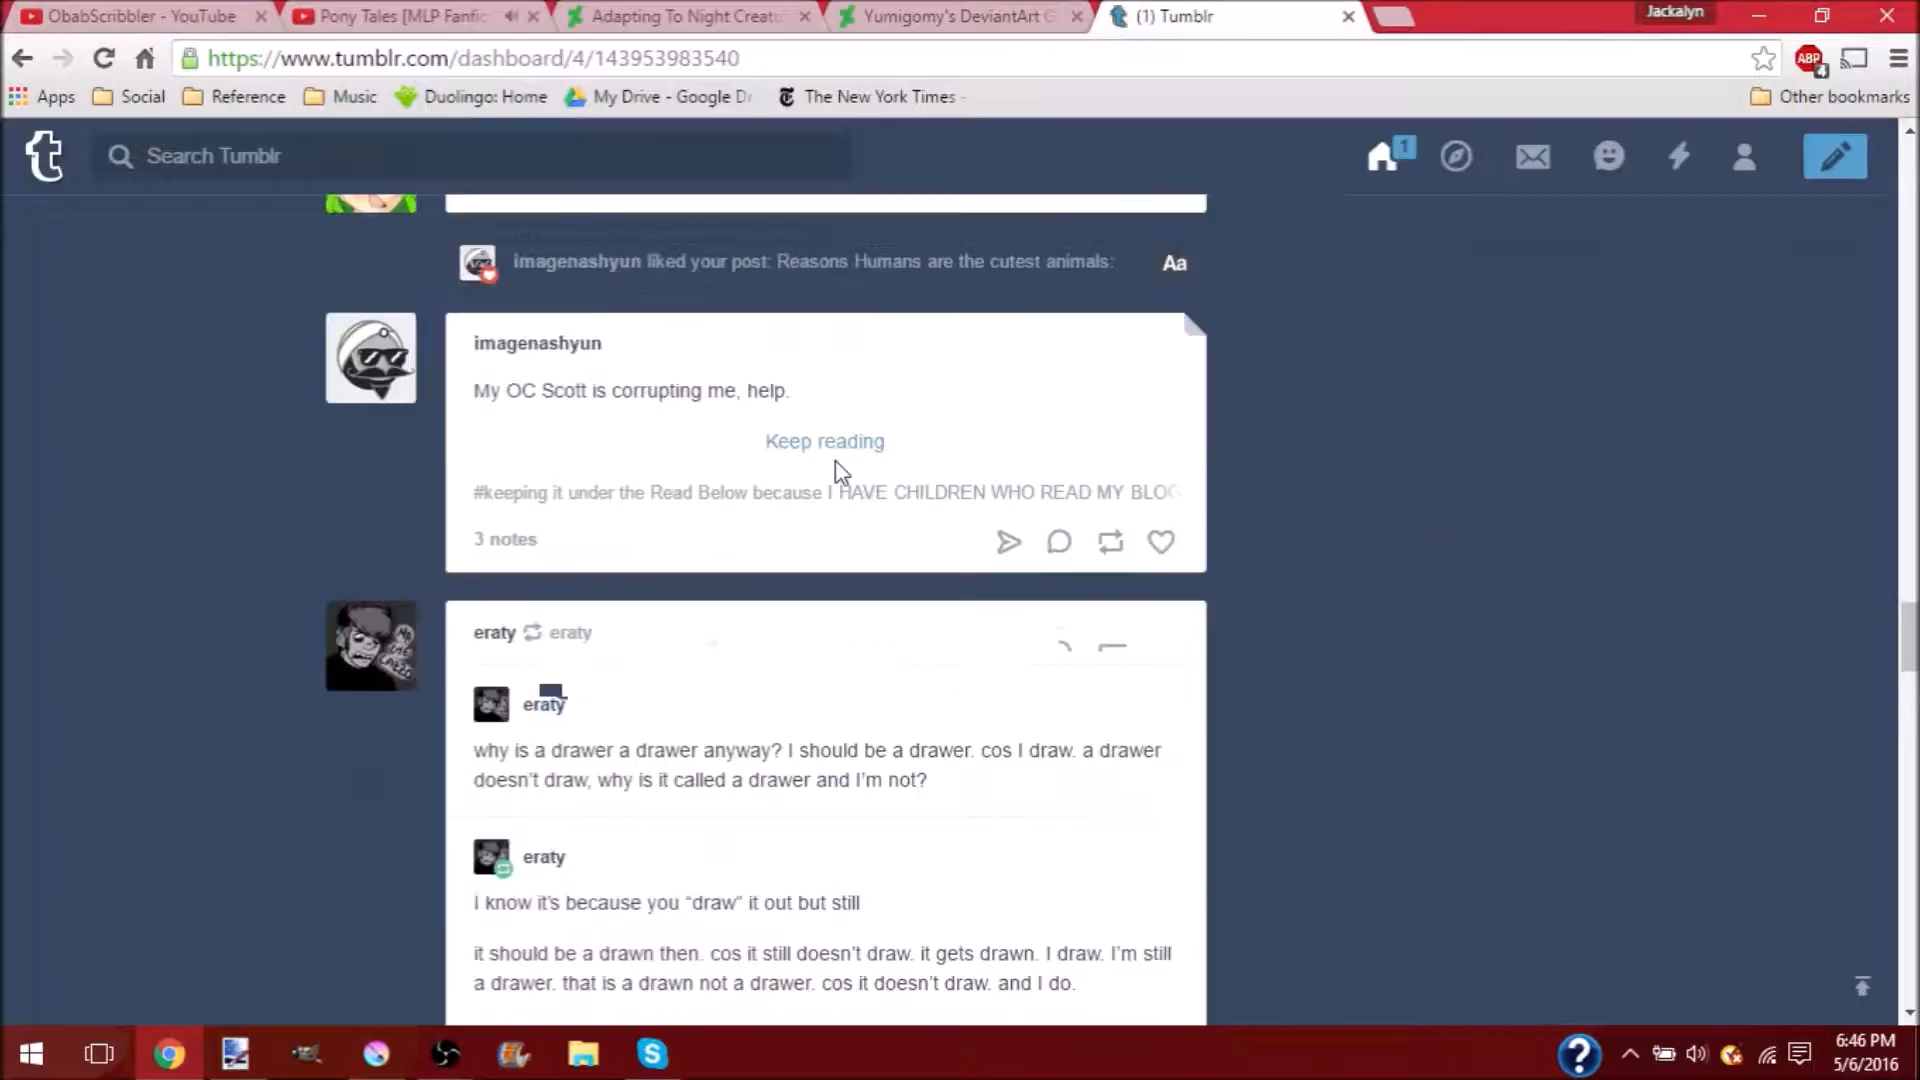 ObabScribbler - YouTube
Pony Tales [MLP Fanfic
Adapting To Night Creatu
Yumigomy's DeviantArt G
(1) Tumblr
Jackalyn
https://www.tumblr.com/dashboard/4/143953983540
ABP
4
Apps
Social
Reference
Music
Duolingo: Home
My Drive - Google Dr
The New York Times -
Other bookmarks
Search Tumblr
1
imagenashyun liked your post: Reasons Humans are the cutest animals:
Aa
imagenashyun
My OC Scott is corrupting me, help.
Keep reading
#keeping it under the Read Below because I HAVE CHILDREN WHO READ MY BLOG
3 notes
eraty eraty
eraty
why is a drawer a drawer anyway? I should be a drawer. cos I draw. a drawer
doesn't draw, why is it called a drawer and I'm not?
eraty
I know it's because you “draw” it out but still
it should be a drawn then. cos it still doesn't draw. it gets drawn. I draw. I'm still
a drawer. that is a drawn not a drawer. cos it doesn't draw. and I do.
6:46 PM
5/6/2016